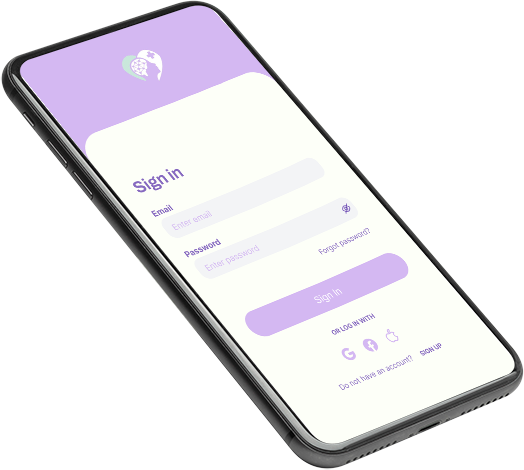 Sign in
Email
Enter email
Password
Enter password
Forgot password?
Sign In
OR LOG IN WITH
Do not have an account? SIGN UP